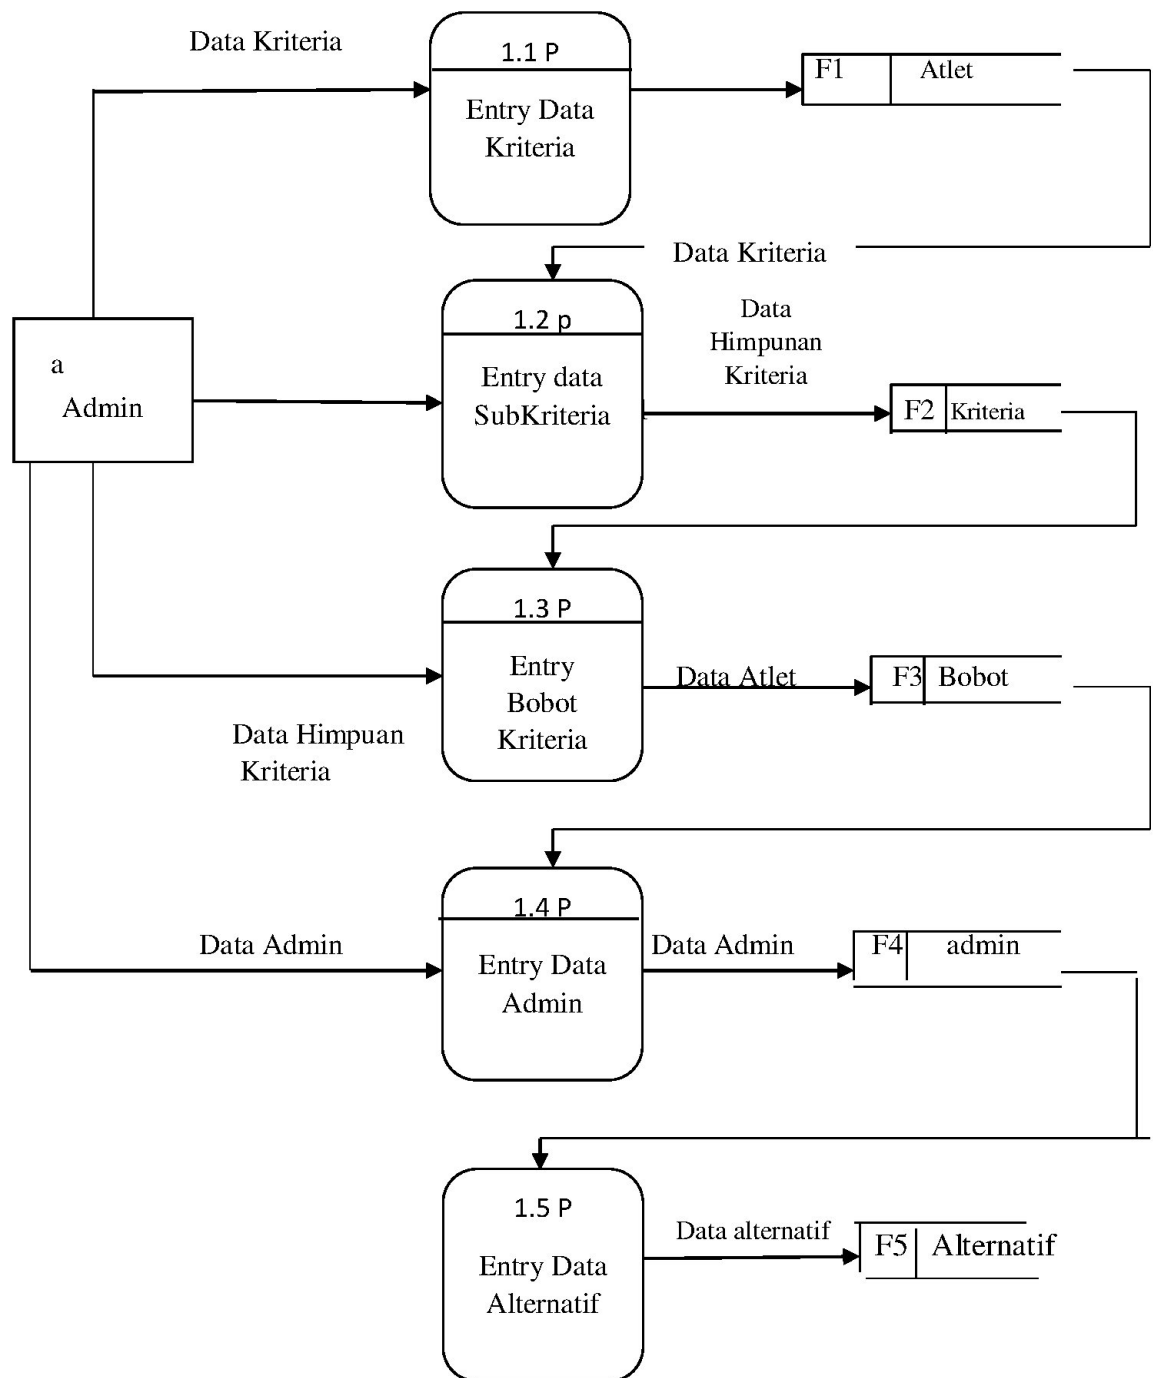 Data Kriteria
1.1 P
Entry Data
Kriteria
F1 Atlet
Data Kriteria
a
Admin
1.2 p
Entry data
SubKriteria
Data
Himpunan
Kriteria
F2 Kriteria
1.3 P
Entry
Bobot
Kriteria
Data Atlet
F3 Bobot
Data Himpuan
Kriteria
1.4 P
Data Admin
Entry Data
Admin
Data Admin
F4 admin
1.5 P
Entry Data
Alternatif
Data alternatif
F5 Alternatif